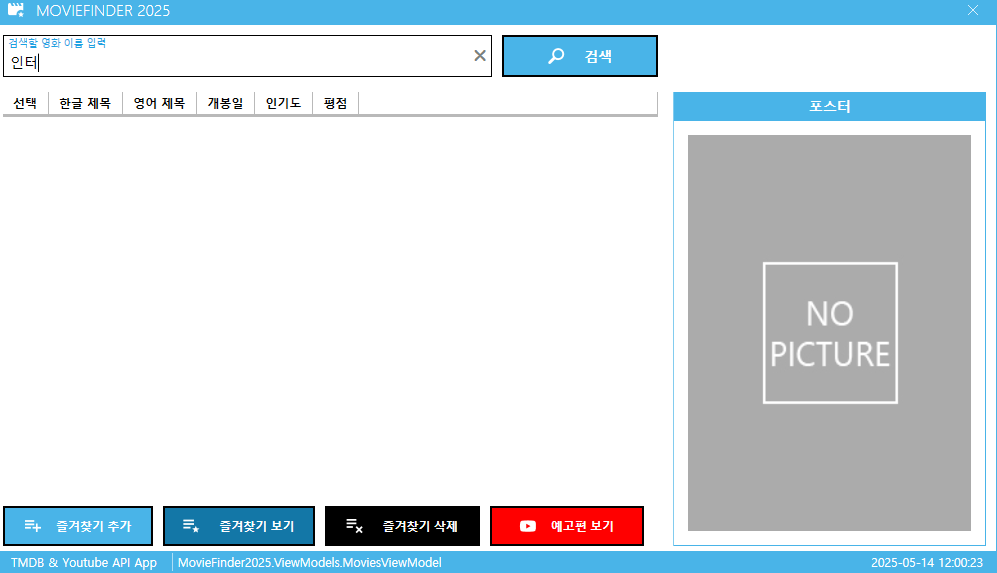 MOVIEFINDER 2025
검색할 영화 이름 입력
인터
검색
선택 한글 제목 영어 제목 개봉일 인기도 평점
포스터
NO
PICTURE
즐겨찾기 추가 즐겨찾기 보기 즐겨찾기 삭제 예고편 보기
TMDB & Youtube API App MovieFinder2025.ViewModels.MoviesViewModel 2025-05-14 12:00:23